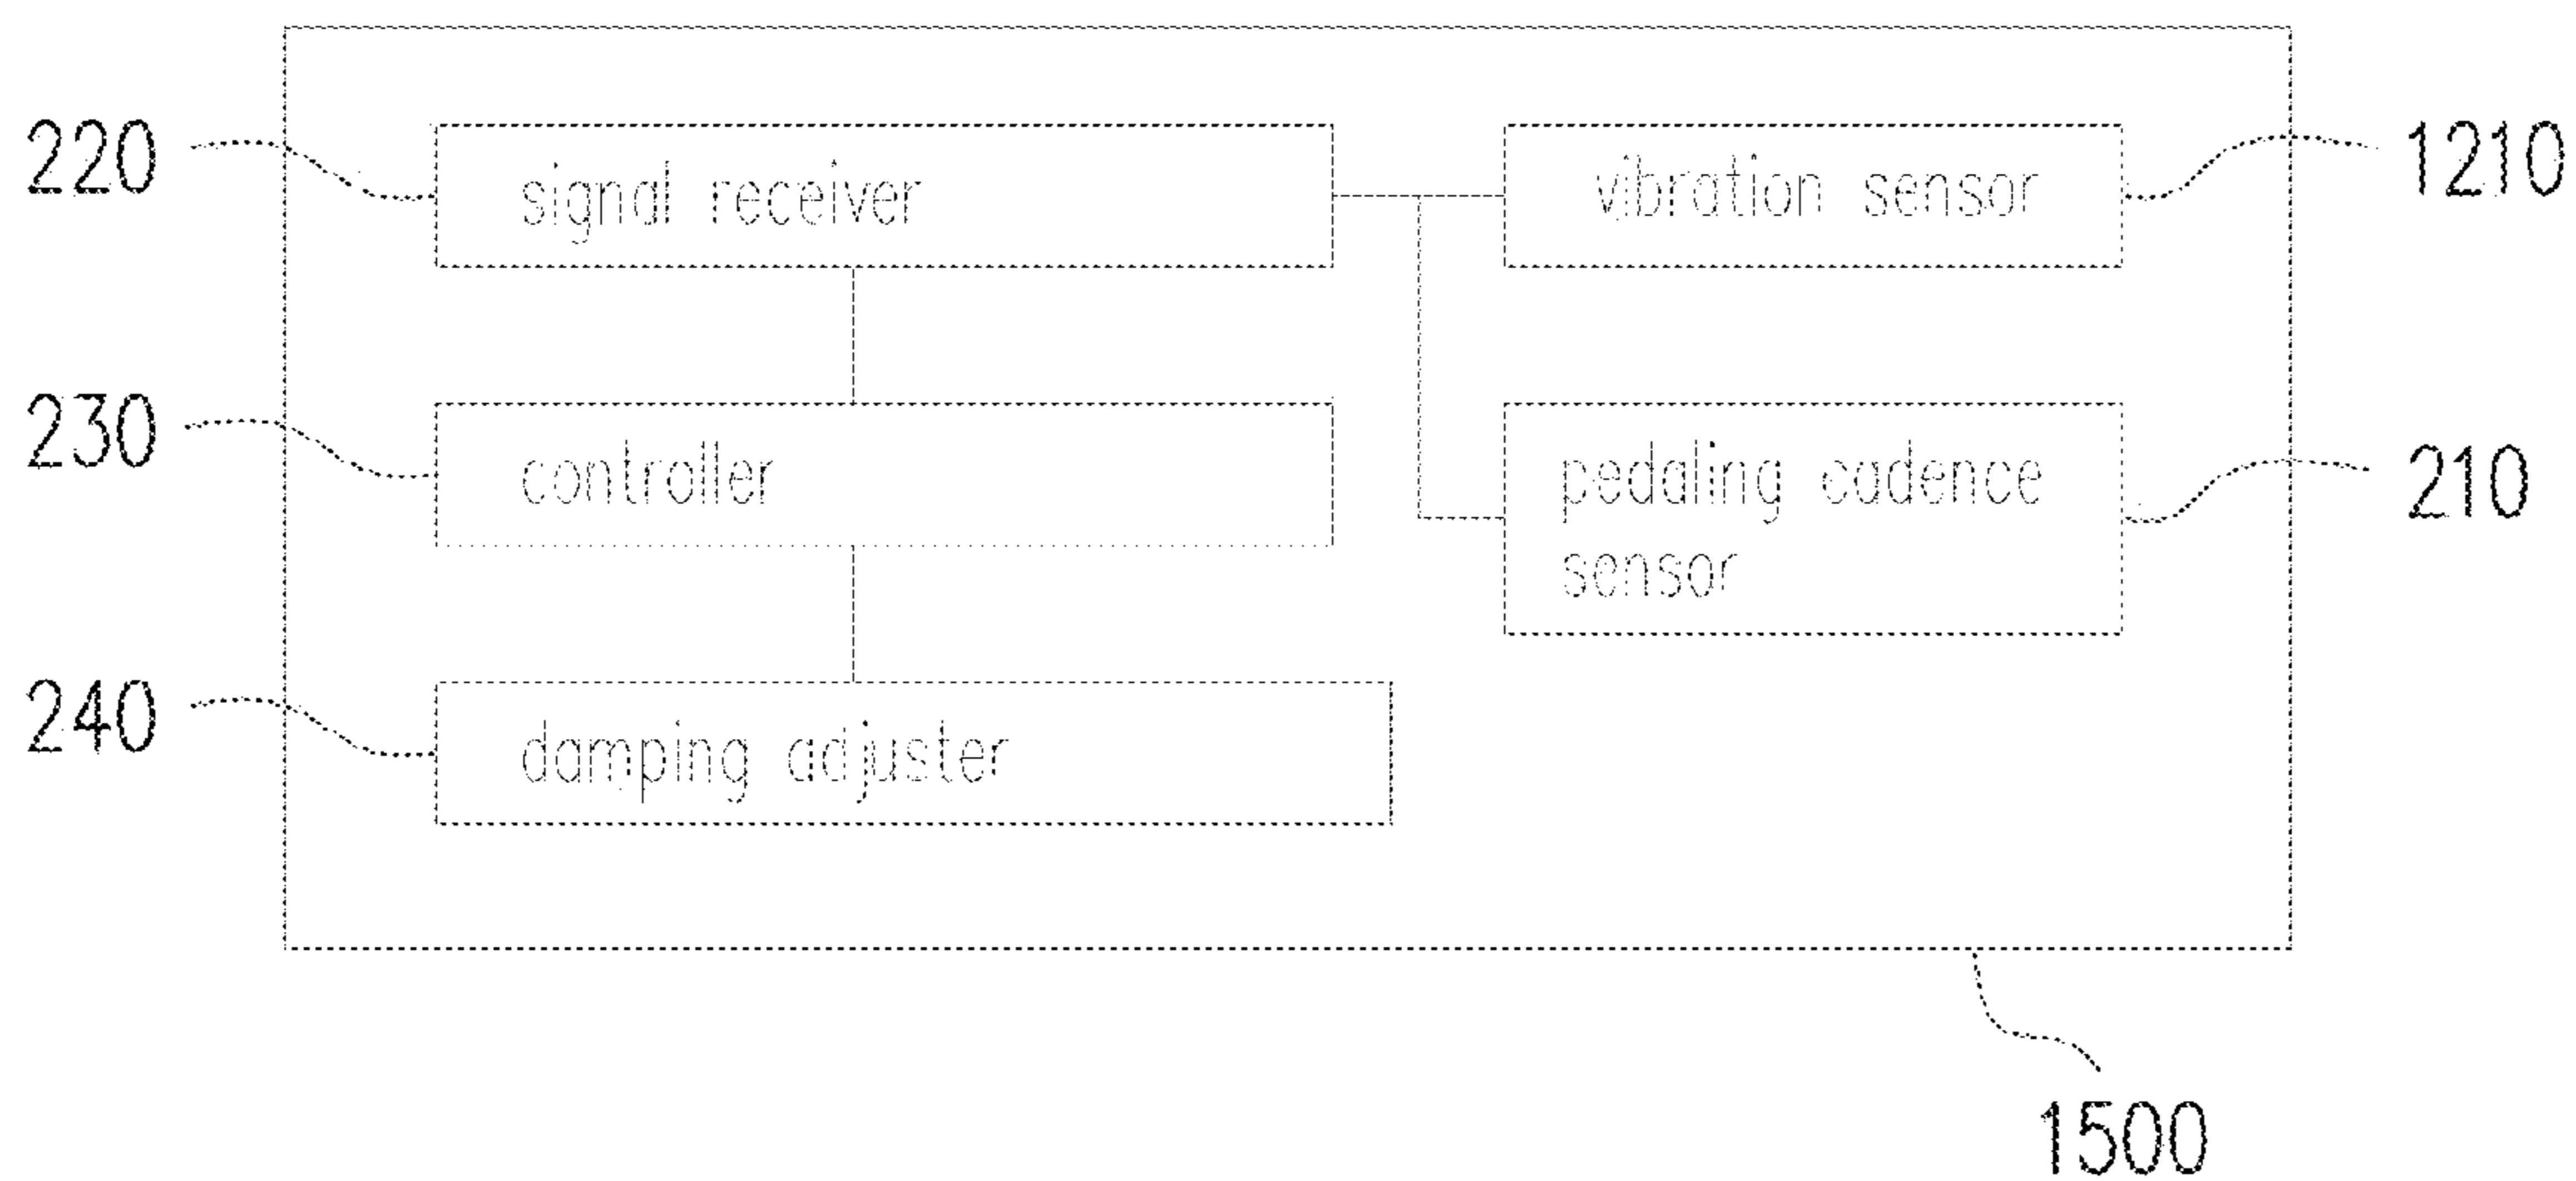 220
signal receiver
vibration sensor
1210
230
controller
pedaling cadence
sensor
210
240
damping adjuster
1500